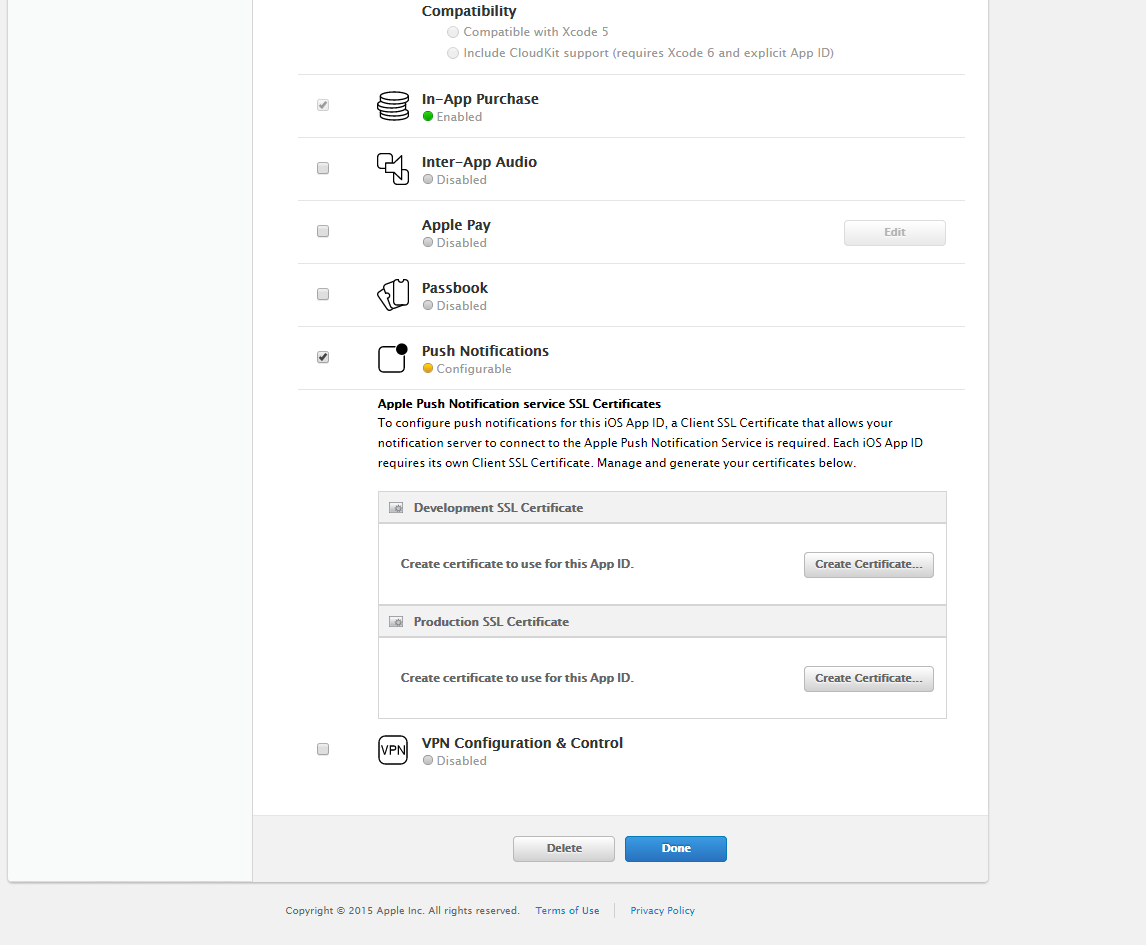 Compatibility
Compatible with Xcode 5
Include CloudKit support (requires Xcode 6 and explicit App ID)
In-App Purchase
Enabled
Inter-App Audio
Disabled
Apple Pay
Disabled
Edit
Passbook
Disabled
Push Notifications
Configurable
Apple Push Notification service SSL Certificates
To configure push notifications for this iOS App ID, a Client SSL Certificate that allows your
notification server to connect to the Apple Push Notification Service is required. Each iOS App ID
requires its own Client SSL Certificate. Manage and generate your certificates below.
Development SSL Certificate
Create certificate to use for this App ID.
Create Certificate...
Production SSL Certificate
Create certificate to use for this App ID.
Create Certificate...
VPN
VPN Configuration & Control
Disabled
Delete
Done
Copyright © 2015 Apple Inc. All rights reserved.
Terms of Use
Privacy Policy